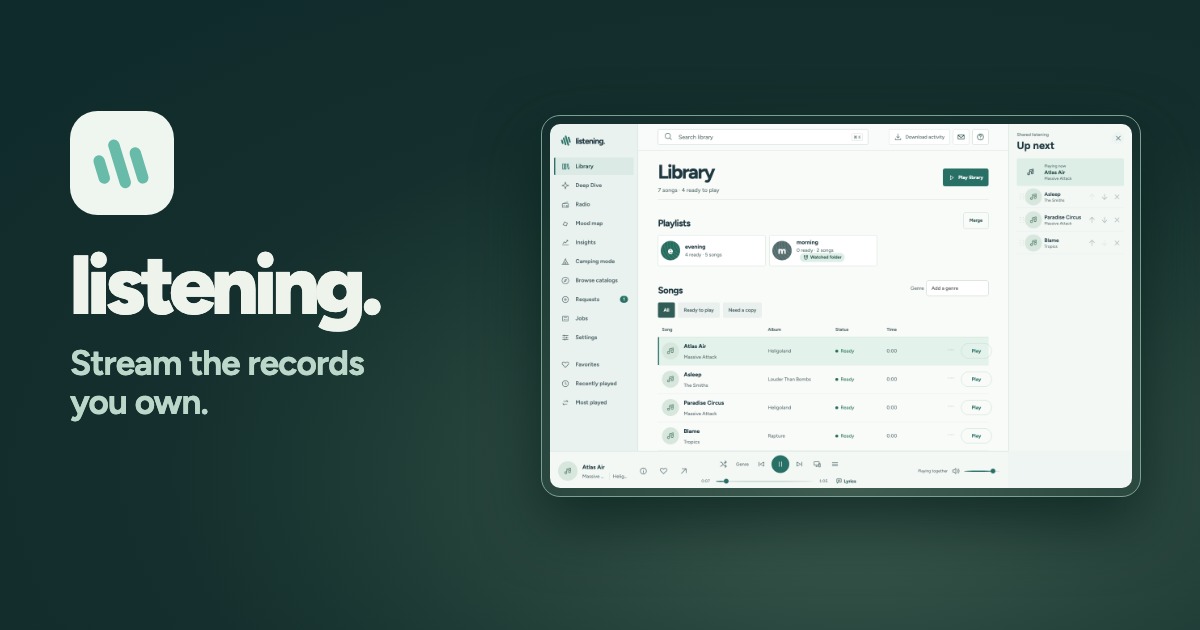 listening.
Stream the records
you own.
listening.
Library
Deep Dive
Radio
Mood map
Insights
Camping mode
Browse catalogs
Requests
Jobs
Settings
Favorites
Recently played
Most played
Search library
Download activity
Library
7 songs · 4 ready to play
Play library
Playlists
Merge
e
evening
4 ready · 5 songs
m
morning
0 ready · 2 songs
Watched folder
Songs
Genre
Add a genre
All
Ready to play
Need a copy
Song Album Status Time
Atlas Air
Massive Attack
Heligoland
Ready
0:00
Play
Asleep
The Smiths
Louder Than Bombs
Ready
0:00
Play
Paradise Circus
Massive Attack
Heligoland
Ready
0:00
Play
Blame
Tropics
Rapture
Ready
0:00
Play
Shared listening
Up next
Playing now
Atlas Air
Massive Attack
Asleep
The Smiths
Paradise Circus
Massive Attack
Blame
Tropics
Atlas Air
Massive ...
Helig...
Genre
0:07
Lyrics
Playing together